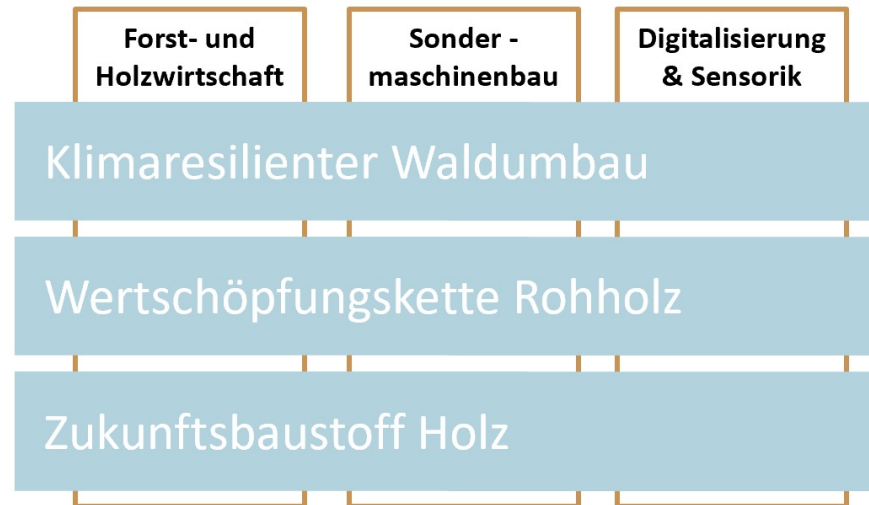 Forst- und
Holzwirtschaft
Sonder -
maschinenbau
Digitalisierung
& Sensorik
Klimaresilienter Waldumbau
Wertschöpfungskette Rohholz
Zukunftsbaustoff Holz